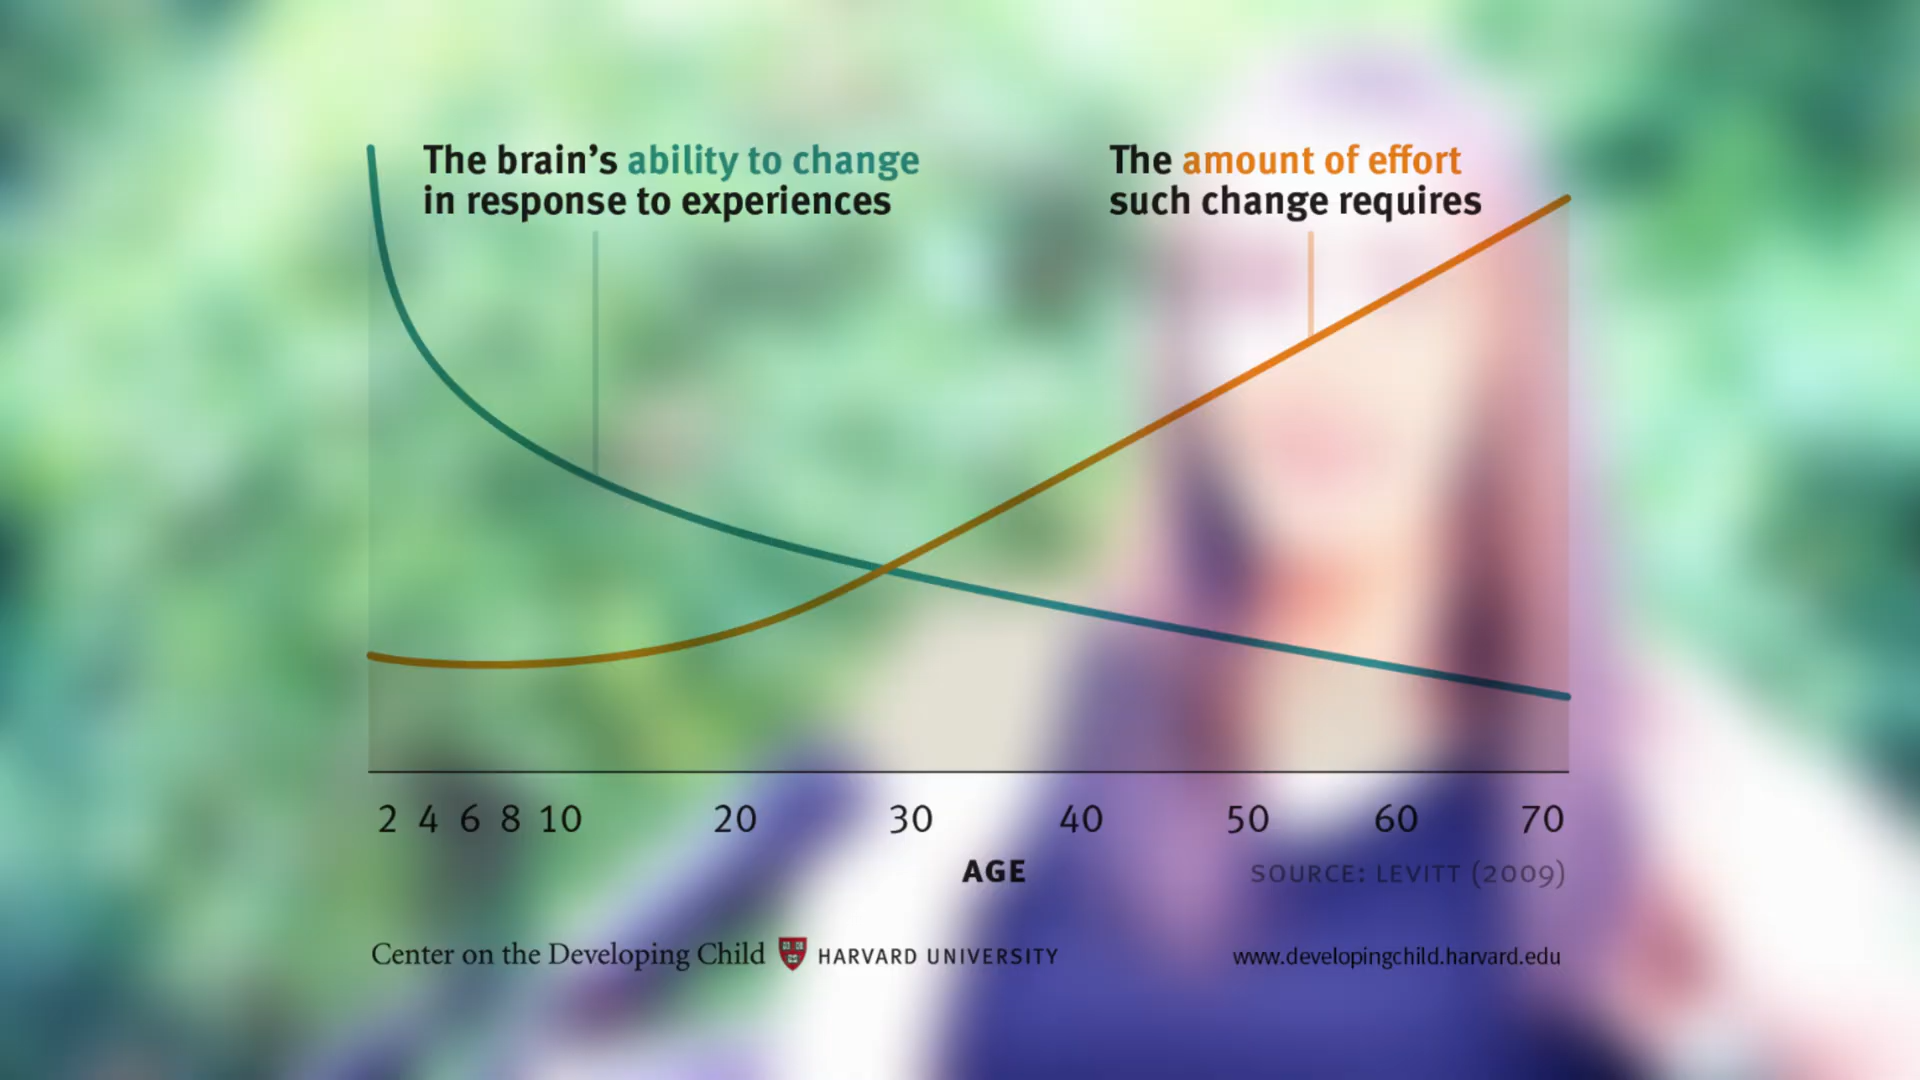 The brain's ability to change
in response to experiences
The amount of effort
such change requires
2 4 6 8 10 20 30 40 50 60 70
AGE
SOURCE: LEVITT (2009)
Center on the Developing Child HARVARD UNIVERSITY
www.developingchild.harvard.edu